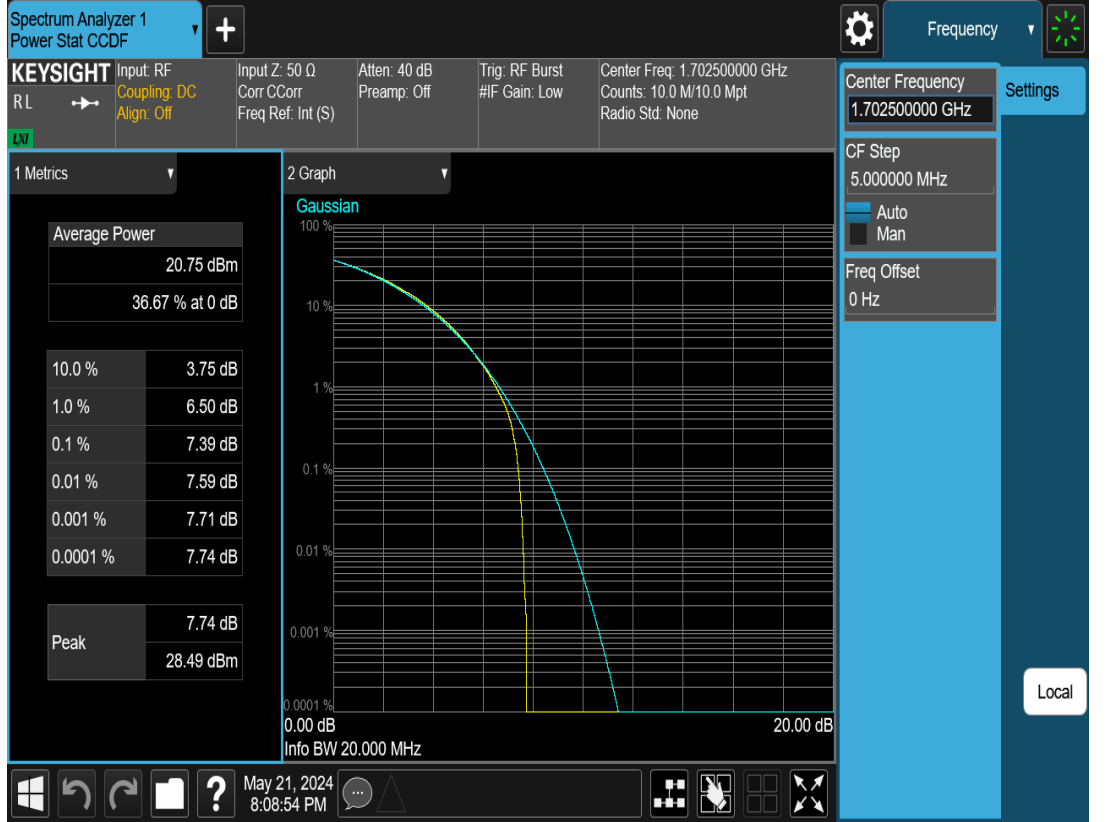 Spectrum Analyzer 1
Power Stat CCDF
+
Frequency
KEYSIGHT
RL
LXI
Input: RF
Coupling: DC
Align: Off
Input Z: 50 Ω
Corr CCorr
Freq Ref: Int (S)
Atten: 40 dB
Preamp: Off
Trig: RF Burst
#IF Gain: Low
Center Freq: 1.702500000 GHz
Counts: 10.0 M/10.0 Mpt
Radio Std: None
1 Metrics
Average Power
20.75 dBm
36.67 % at 0 dB
10.0 % 3.75 dB
1.0 % 6.50 dB
0.1 % 7.39 dB
0.01 % 7.59 dB
0.001 % 7.71 dB
0.0001 % 7.74 dB
Peak
7.74 dB
28.49 dBm
2 Graph
Gaussian
100 %
10 %
1 %
0.1 %
0.01 %
0.001 %
0.0001 %
0.00 dB 20.00 dB
Info BW 20.000 MHz
Center Frequency
1.702500000 GHz
CF Step
5.000000 MHz
Auto
Man
Freq Offset
0 Hz
Settings
Local
?
May 21, 2024
8:08:54 PM